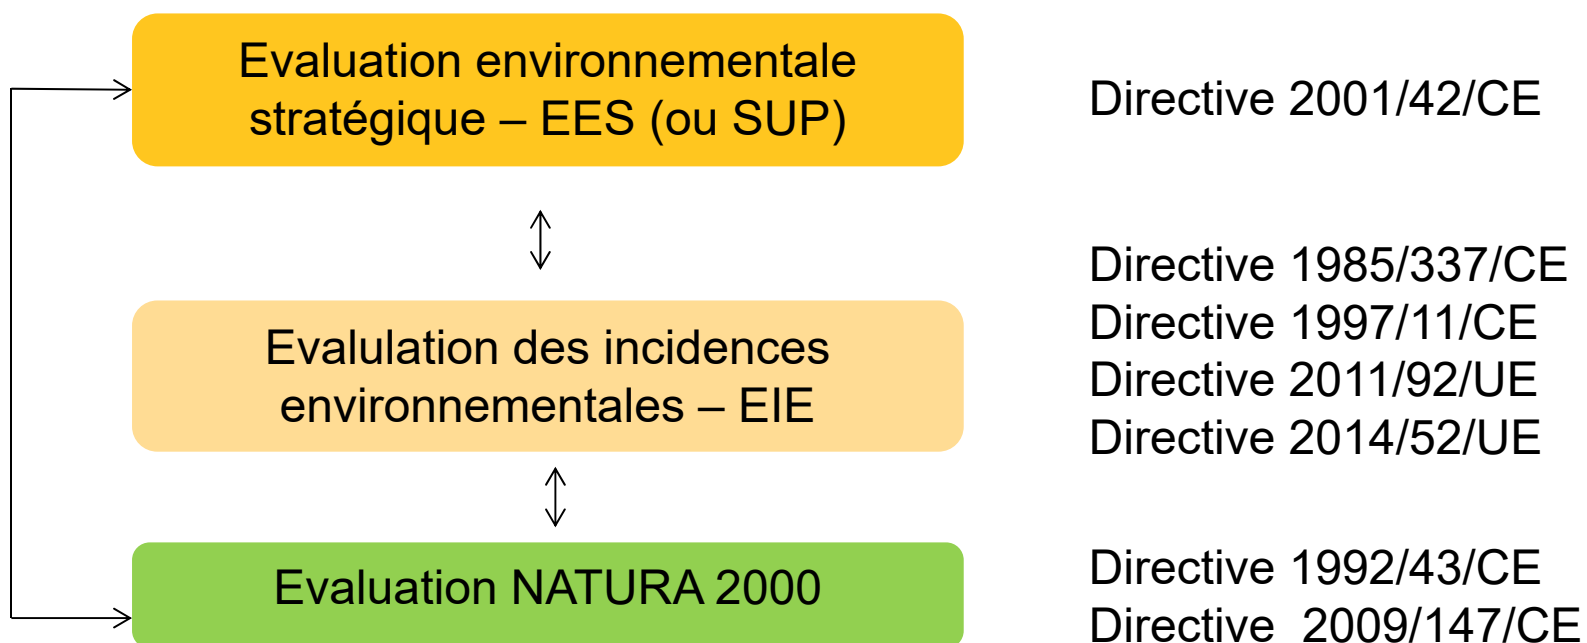 Evaluation environnementale
stratégique – EES (ou SUP)
Directive 2001/42/CE
Evalulation des incidences
environnementales – EIE
Directive 1985/337/CE
Directive 1997/11/CE
Directive 2011/92/UE
Directive 2014/52/UE
Evaluation NATURA 2000
Directive 1992/43/CE
Directive  2009/147/CE